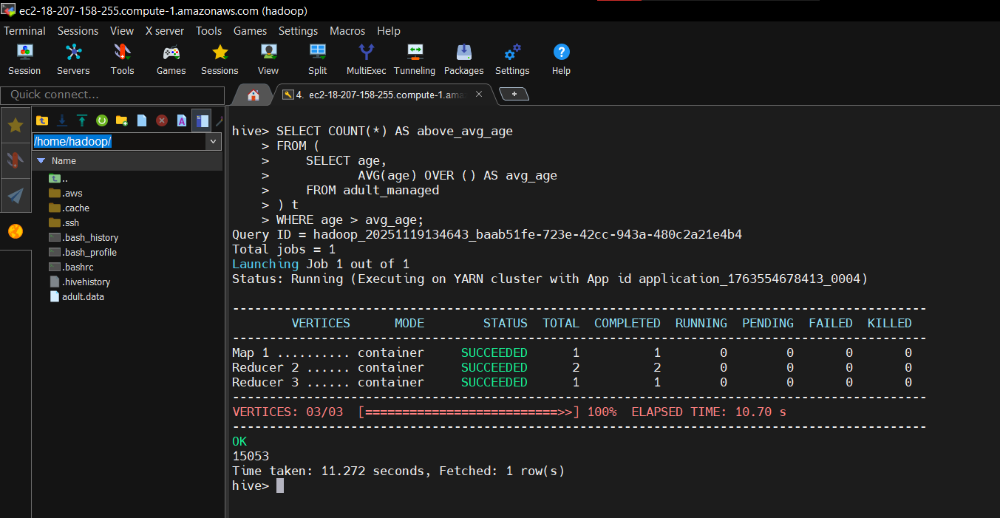 ec2-18-207-158-255.compute-1.amazonaws.com (hadoop)
Terminal Sessions View X server Tools Games Settings Macros Help
Session Servers Tools Games Sessions View Split MultiExec Tunneling Packages Settings Help
Quick connect...
4. ec2-18-207-158-255.compute-1.ama
/home/hadoop/
Name
..
.aws
.cache
.ssh
.bash_history
.bash_profile
.bashrc
.hivehistory
adult.data
hive> SELECT COUNT(*) AS above_avg_age
    > FROM (
    >     SELECT age,
    >            AVG(age) OVER () AS avg_age
    >     FROM adult_managed
    > ) t
    > WHERE age > avg_age;
Query ID = hadoop_20251119134643_baab51fe-723e-42cc-943a-480c2a21e4b4
Total jobs = 1
Launching Job 1 out of 1
Status: Running (Executing on YARN cluster with App id application_1763554678413_0004)
----------------------------------------------------------------------------------------------
        VERTICES      MODE        STATUS  TOTAL  COMPLETED  RUNNING  PENDING  FAILED  KILLED
----------------------------------------------------------------------------------------------
Map 1 .......... container     SUCCEEDED      1          1        0        0       0       0
Reducer 2 ...... container     SUCCEEDED      2          2        0        0       0       0
Reducer 3 ...... container     SUCCEEDED      1          1        0        0       0       0
----------------------------------------------------------------------------------------------
VERTICES: 03/03  [==========================>>] 100%  ELAPSED TIME: 10.70 s
----------------------------------------------------------------------------------------------
OK
15053
Time taken: 11.272 seconds, Fetched: 1 row(s)
hive>